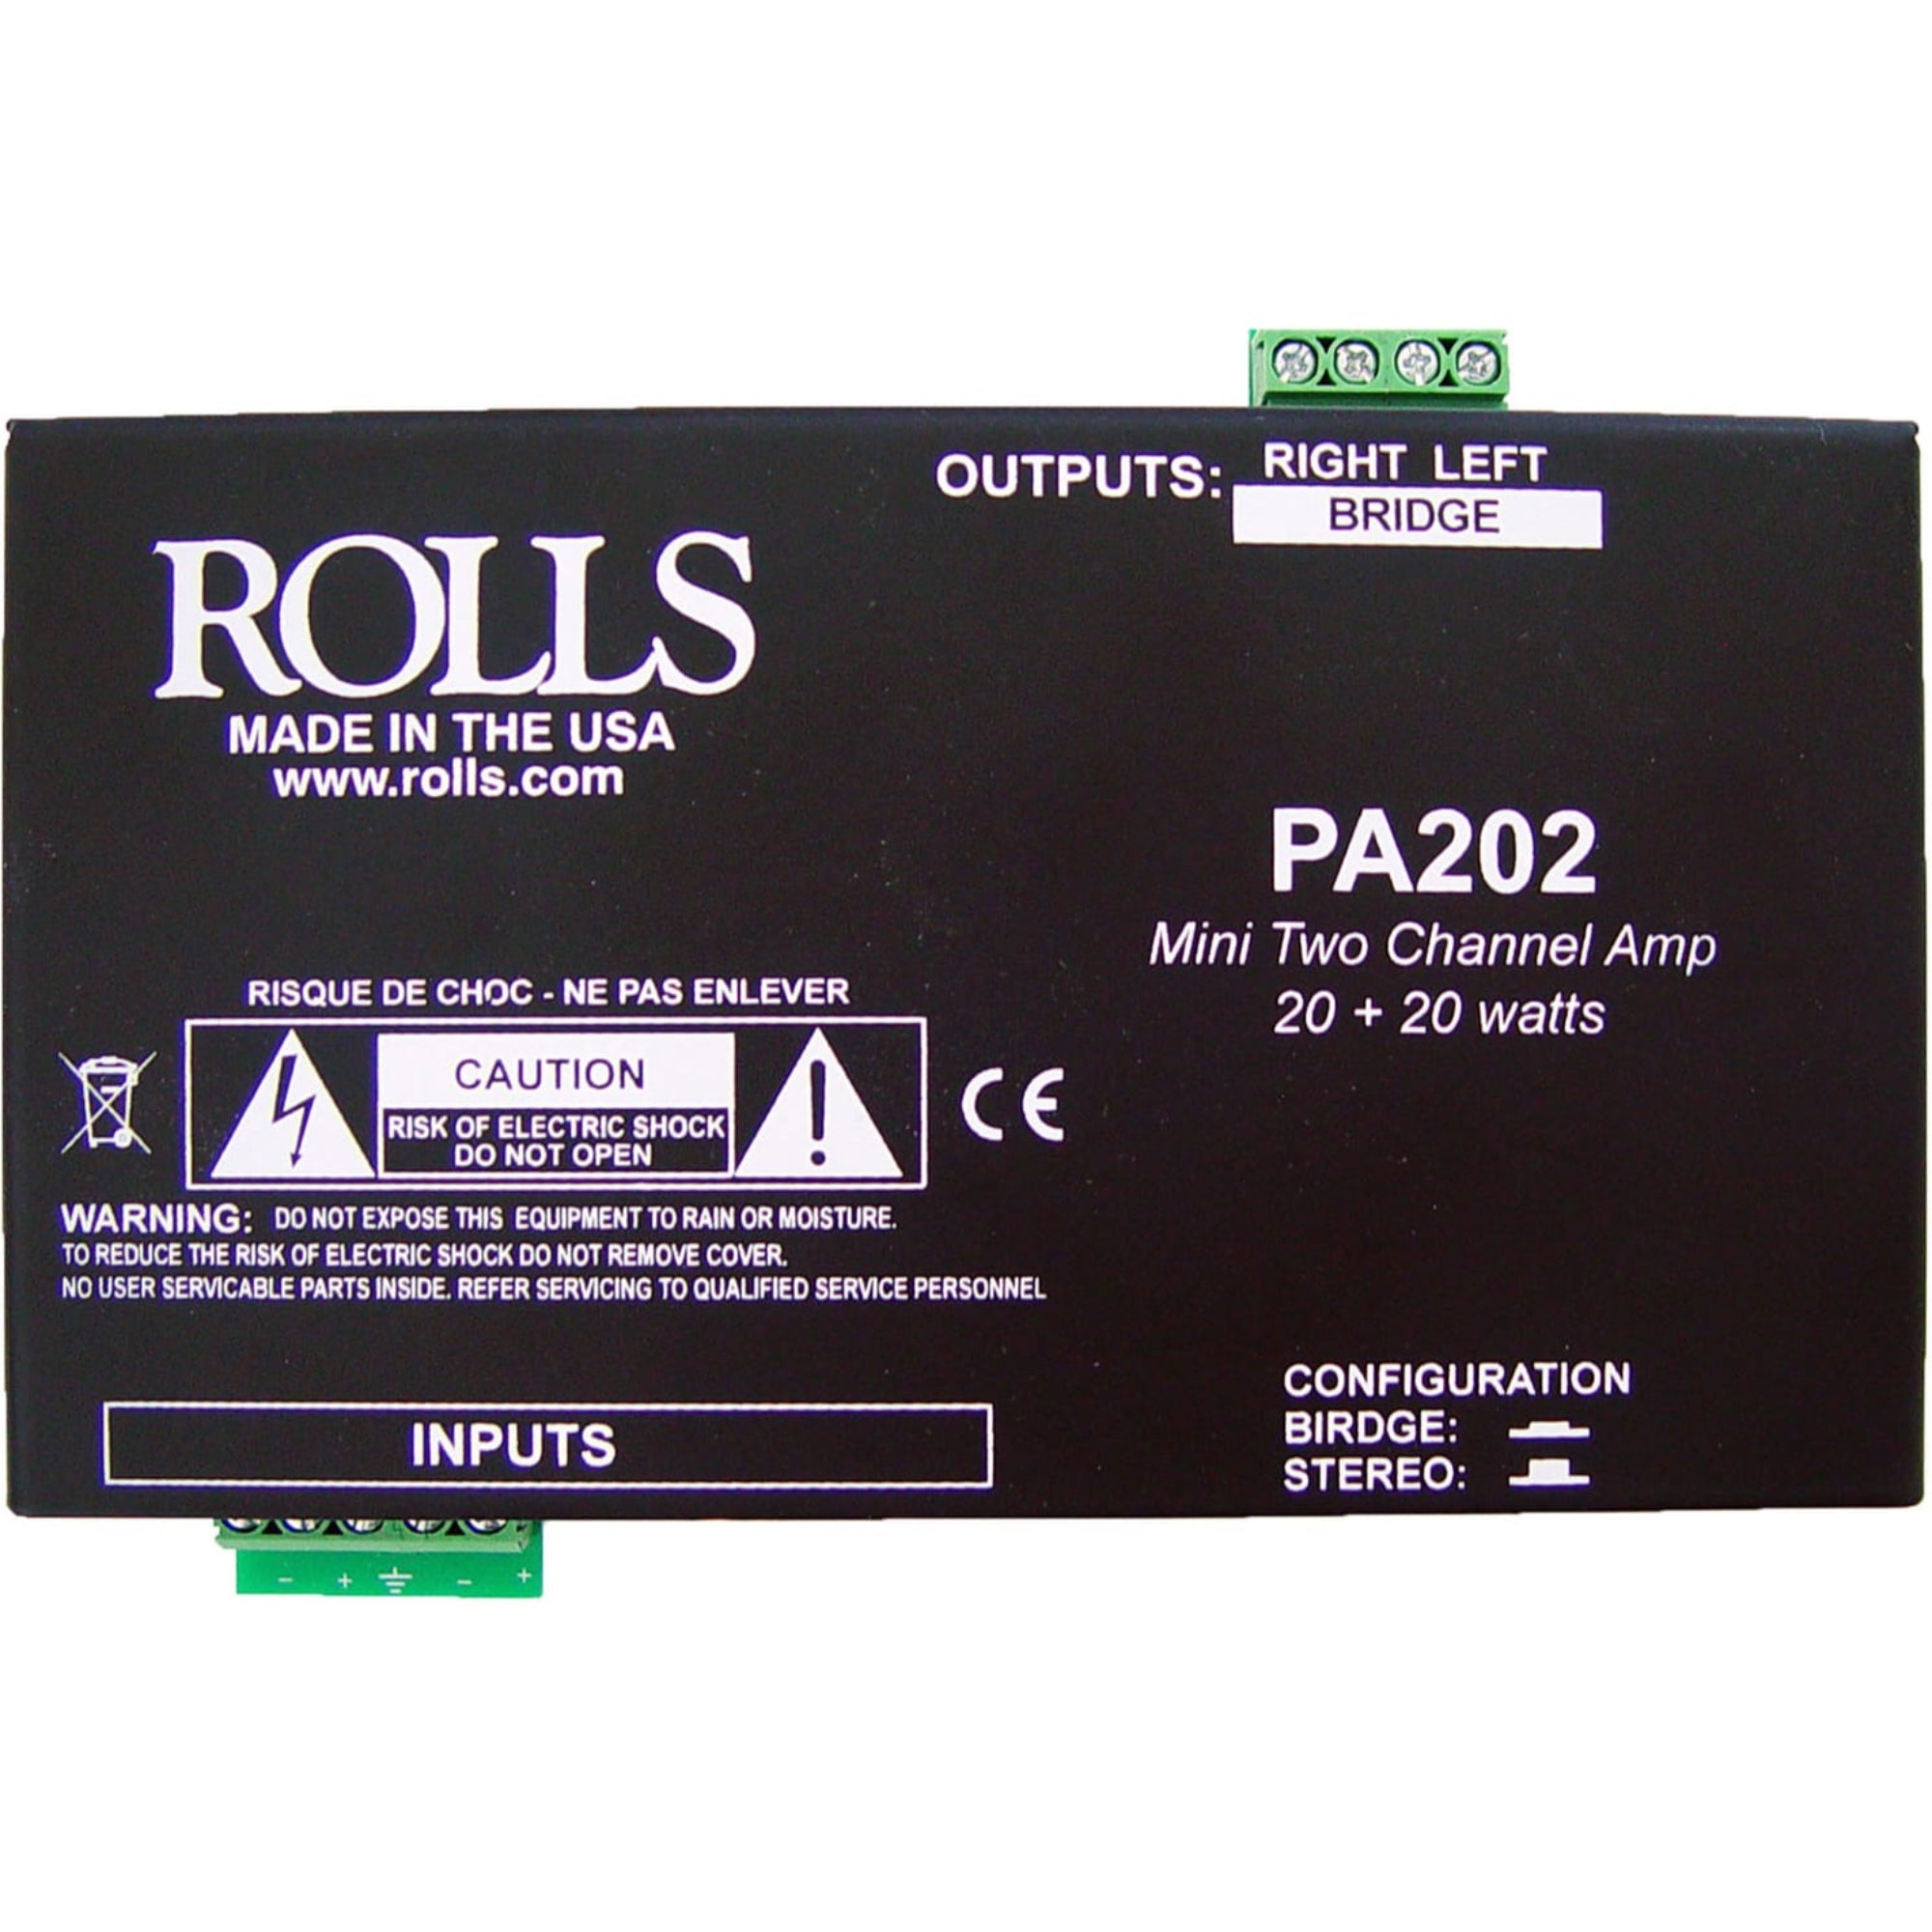 OUTPUTS: RIGHT LEFT
BRIDGE
ROLLS
MADE IN THE USA
www.rolls.com
PA202
Mini Two Channel Amp
20 + 20 watts
RISQUE DE CHOC - NE PAS ENLEVER
CAUTION
RISK OF ELECTRIC SHOCK
DO NOT OPEN
CE
WARNING: DO NOT EXPOSE THIS EQUIPMENT TO RAIN OR MOISTURE.
TO REDUCE THE RISK OF ELECTRIC SHOCK DO NOT REMOVE COVER.
NO USER SERVICABLE PARTS INSIDE. REFER SERVICING TO QUALIFIED SERVICE PERSONNEL
CONFIGURATION
BIRDGE:
STEREO:
INPUTS
- + - +